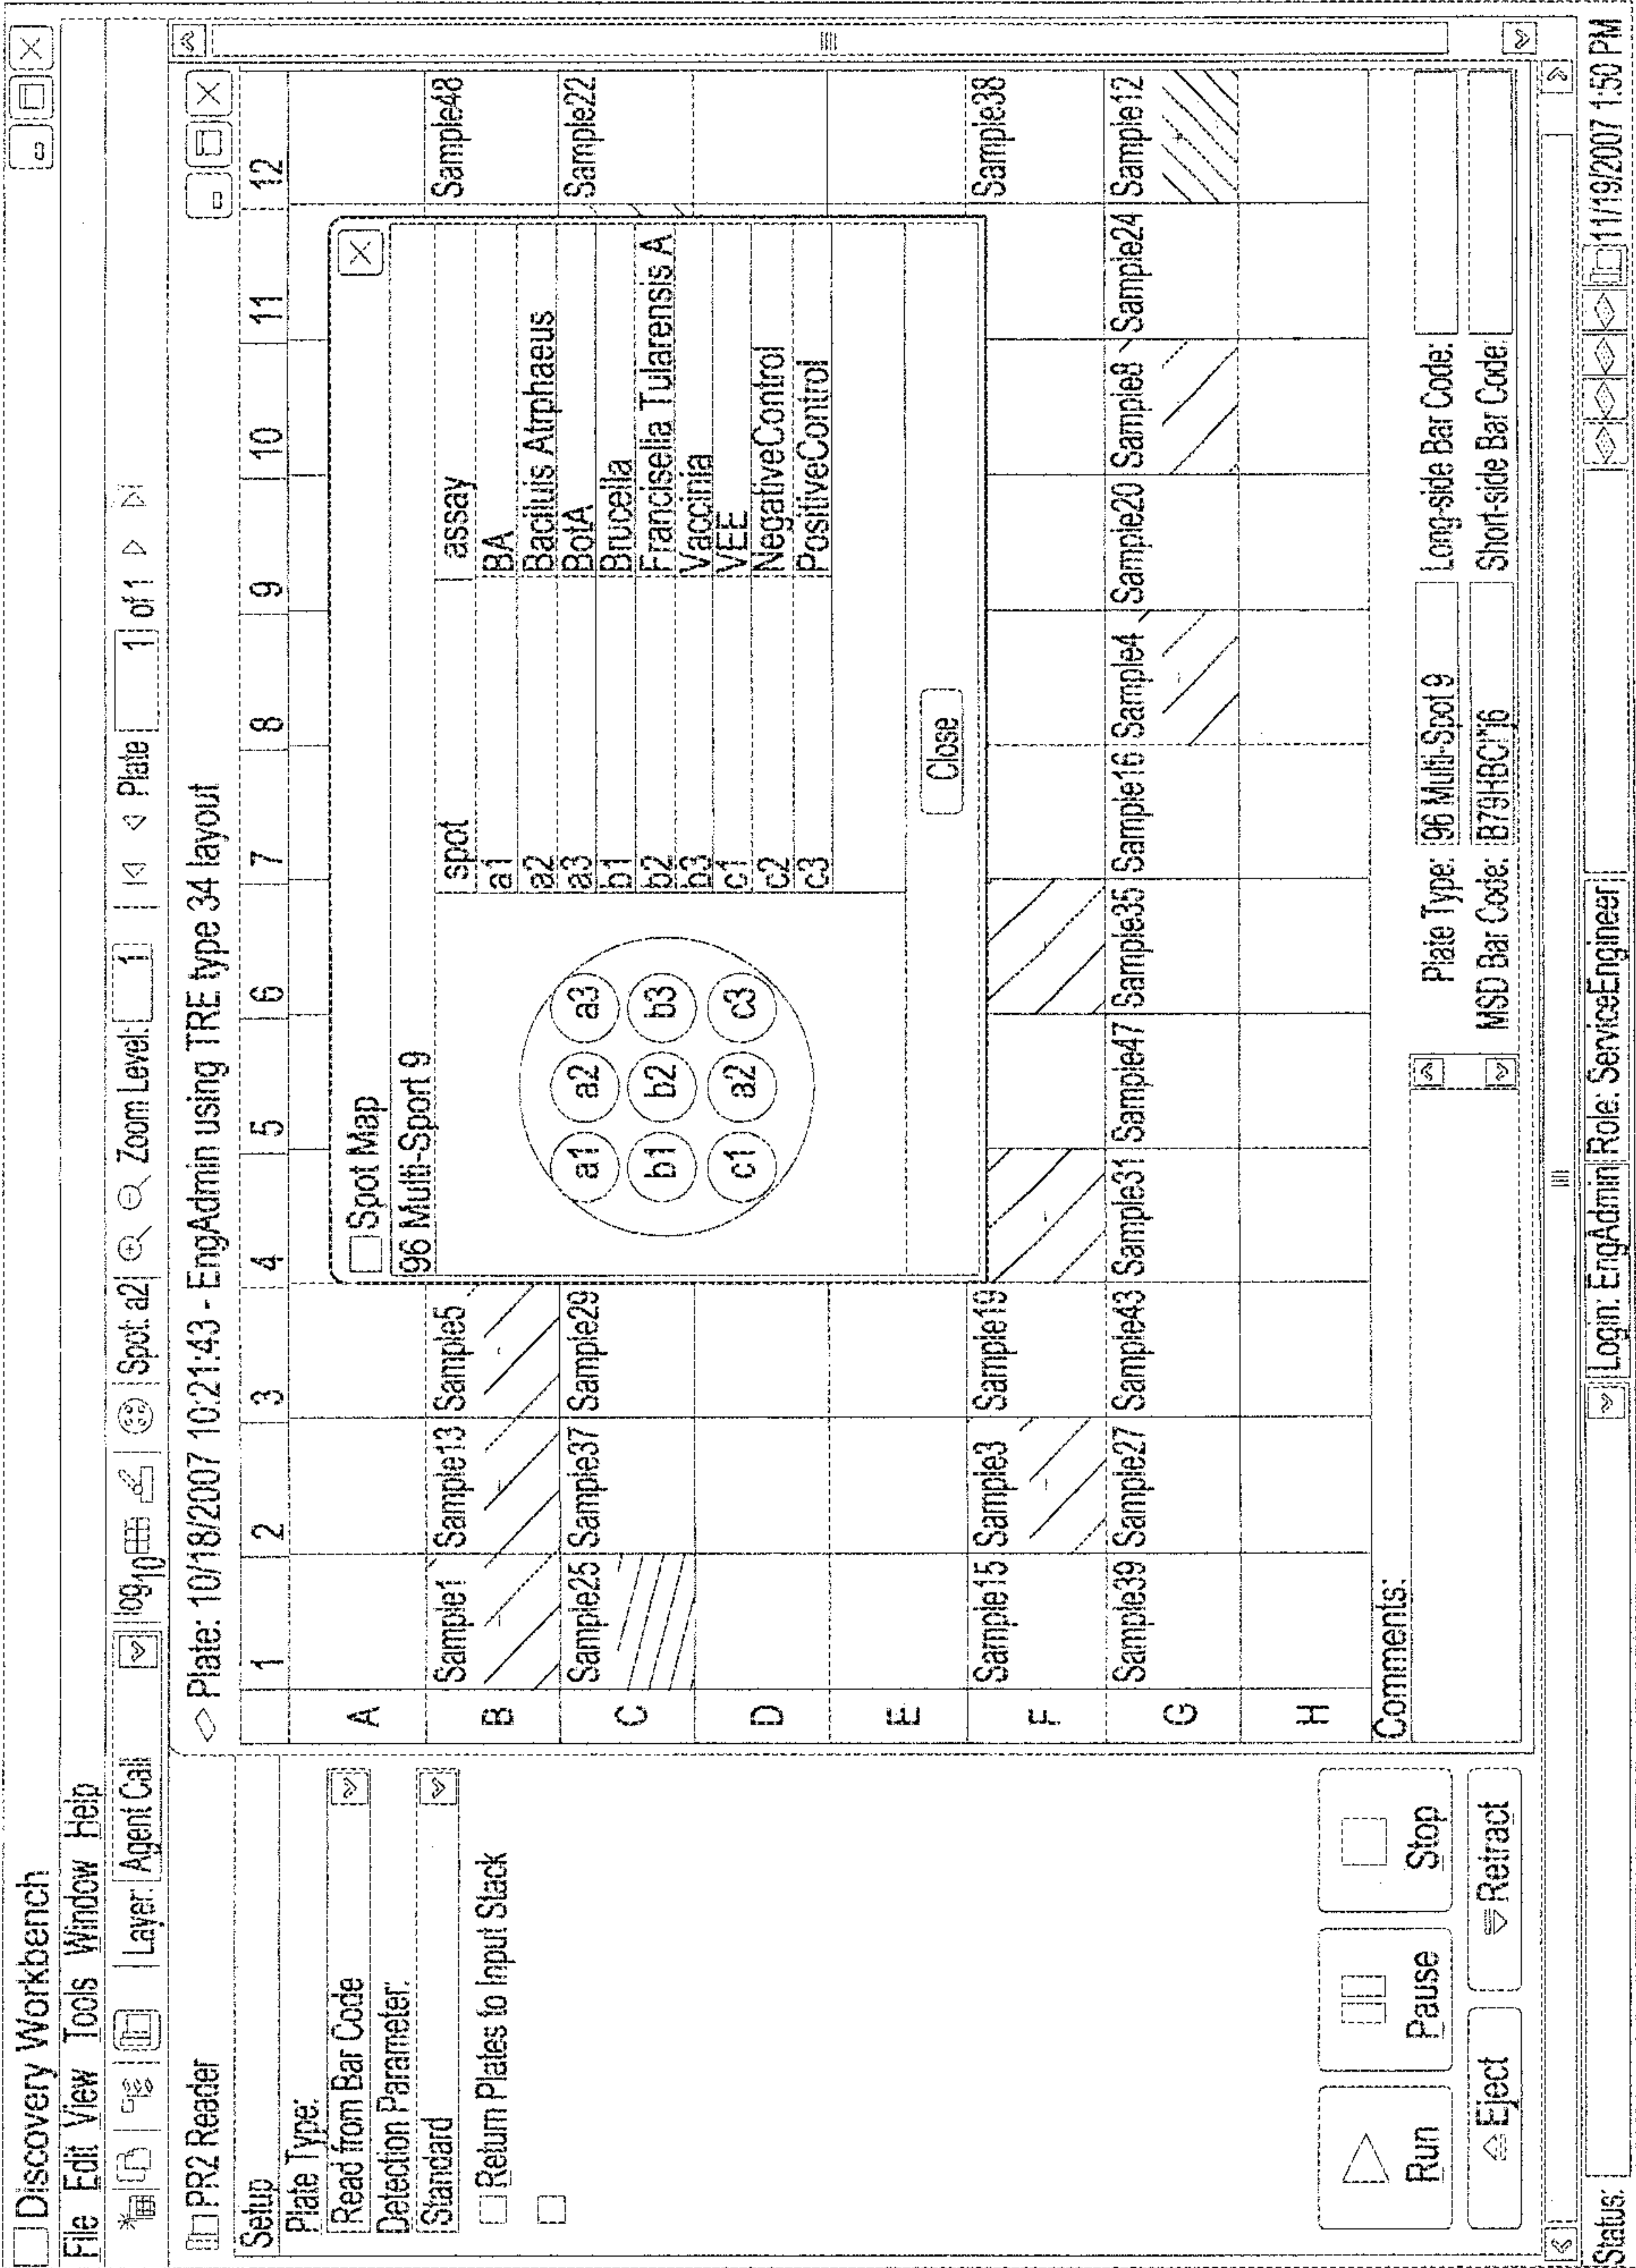 Discovery Workbench
File Edit View Tools Window Help
Layer: Agent Call log10 Spot: a2 Zoom Level: 1 Plate 1 of 1
PR2 Reader
Setup
Plate Type:
Read from Bar Code
Detection Parameter:
Standard
Return Plates to Input Stack
Run Pause Stop
Eject Retract
Plate: 10/18/2007 10:21:43 - EngAdmin using TRE type 34 layout
1 2 3 4 5 6 7 8 9 10 11 12
A
B Sample1 Sample13 Sample5 Sample48
C Sample25 Sample37 Sample29 Sample22
D
E
F Sample15 Sample3 Sample19 Sample38
G Sample39 Sample27 Sample43 Sample31 Sample47 Sample35 Sample16 Sample4 Sample20 Sample8 Sample24 Sample12
H
Spot Map
96 Multi-Sport 9
a1 a2 a3
b1 b2 b3
c1 a2 c3
spot assay
a1 BA
a2 Baciluis Atrphaeus
a3 BotA
b1 Brucella
b2 Francisella Tularensis A
b3 Vaccinia
c1 VEE
c2 NegativeControl
c3 PositiveControl
Close
Comments:
Plate Type: 96 Multi-Spot 9 Long-side Bar Code:
MSD Bar Code: Short-side Bar Code:
Status: Login: EngAdmin Role: ServiceEngineer 11/19/2007 1:50 PM